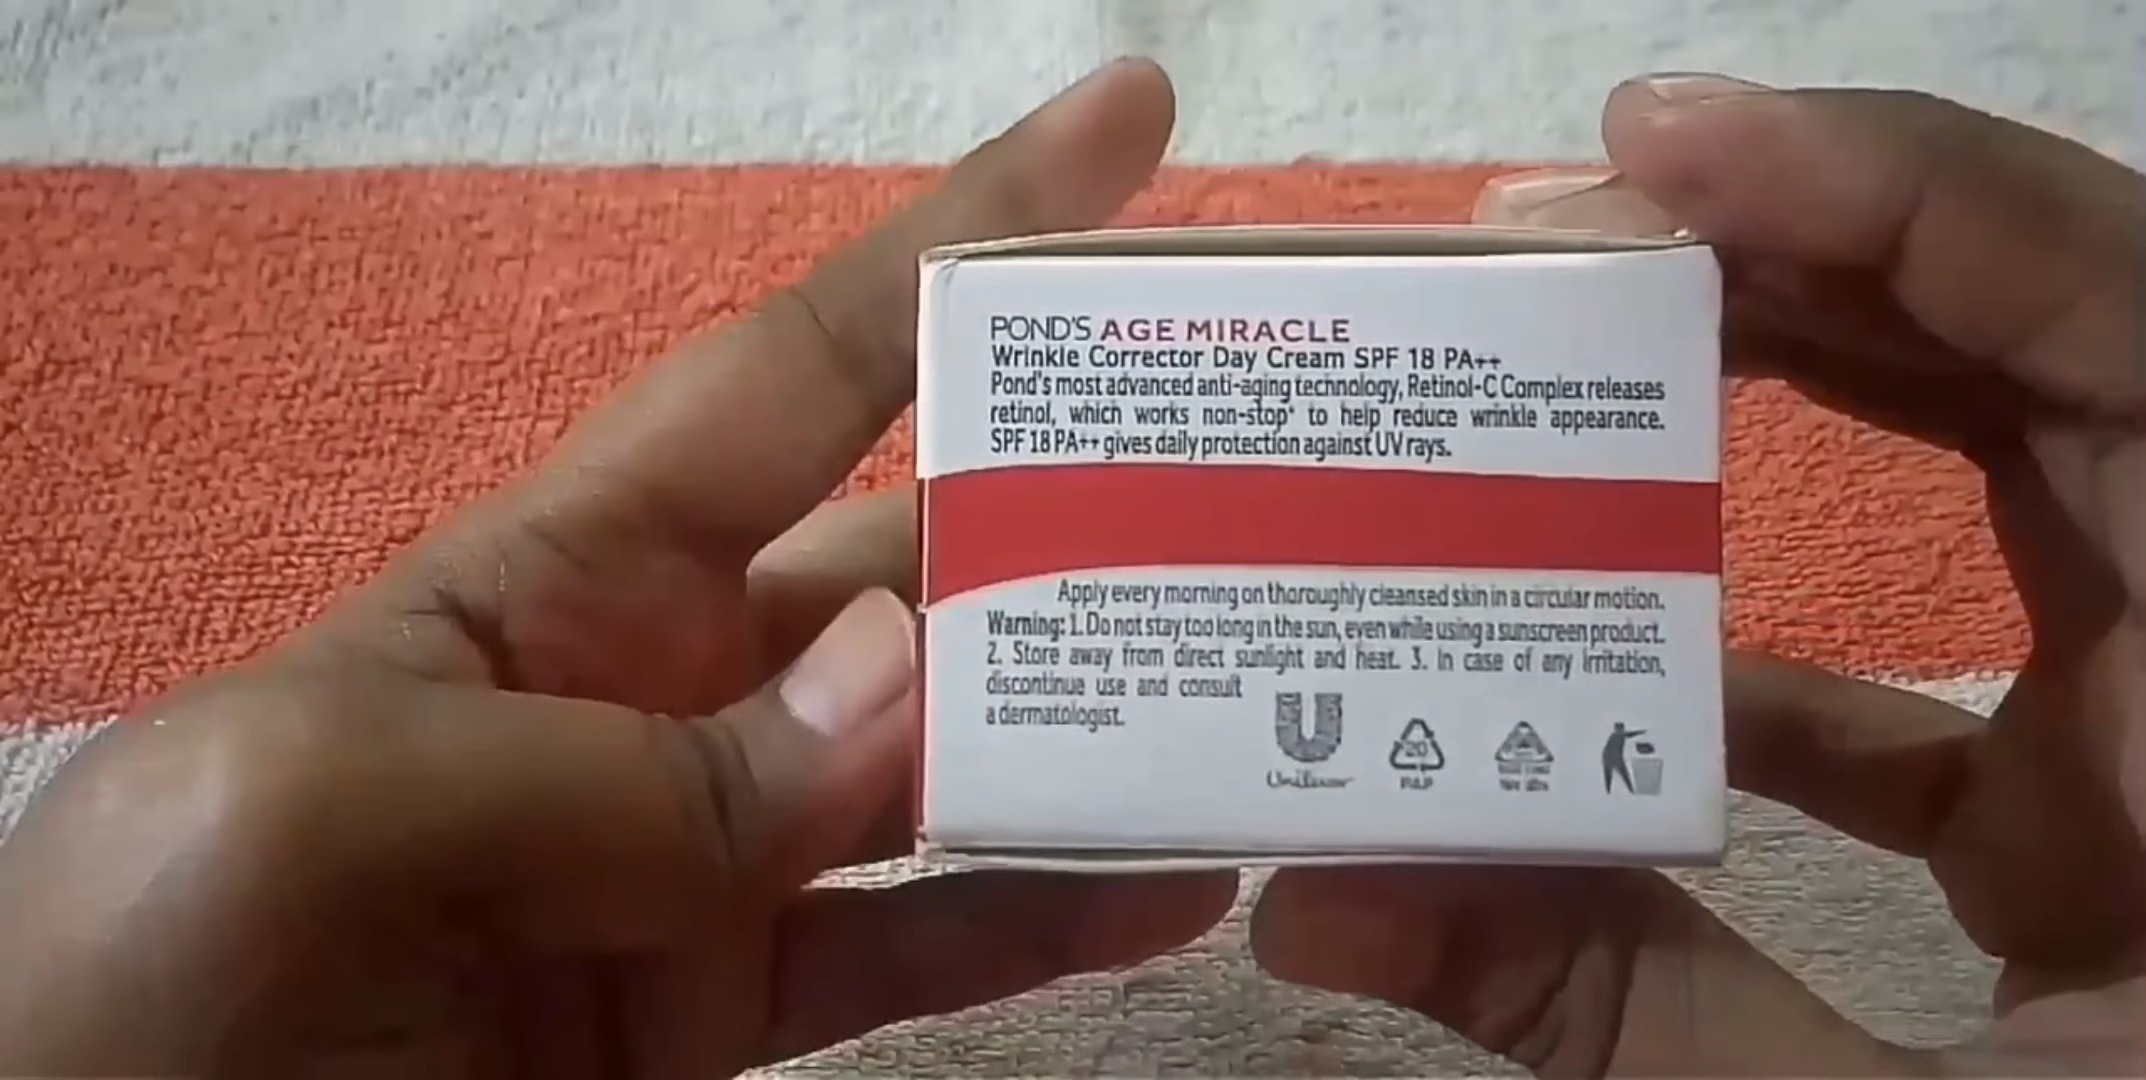 POND'S AGE MIRACLE
Wrinkle Corrector Day Cream SPF 18 PA++
Pond's most advanced anti-aging technology, Retinol-C Complex releases
retinol, which works non-stop* to help reduce wrinkle appearance.
SPF 18 PA++ gives daily protection against UV rays.
Apply every morning on thoroughly cleansed skin in a circular motion.
Warning: 1. Do not stay too long in the sun, even while using a sunscreen product.
2. Store away from direct sunlight and heat. 3. In case of any irritation,
discontinue use and consult
a dermatologist.
Unilever
20
PAP